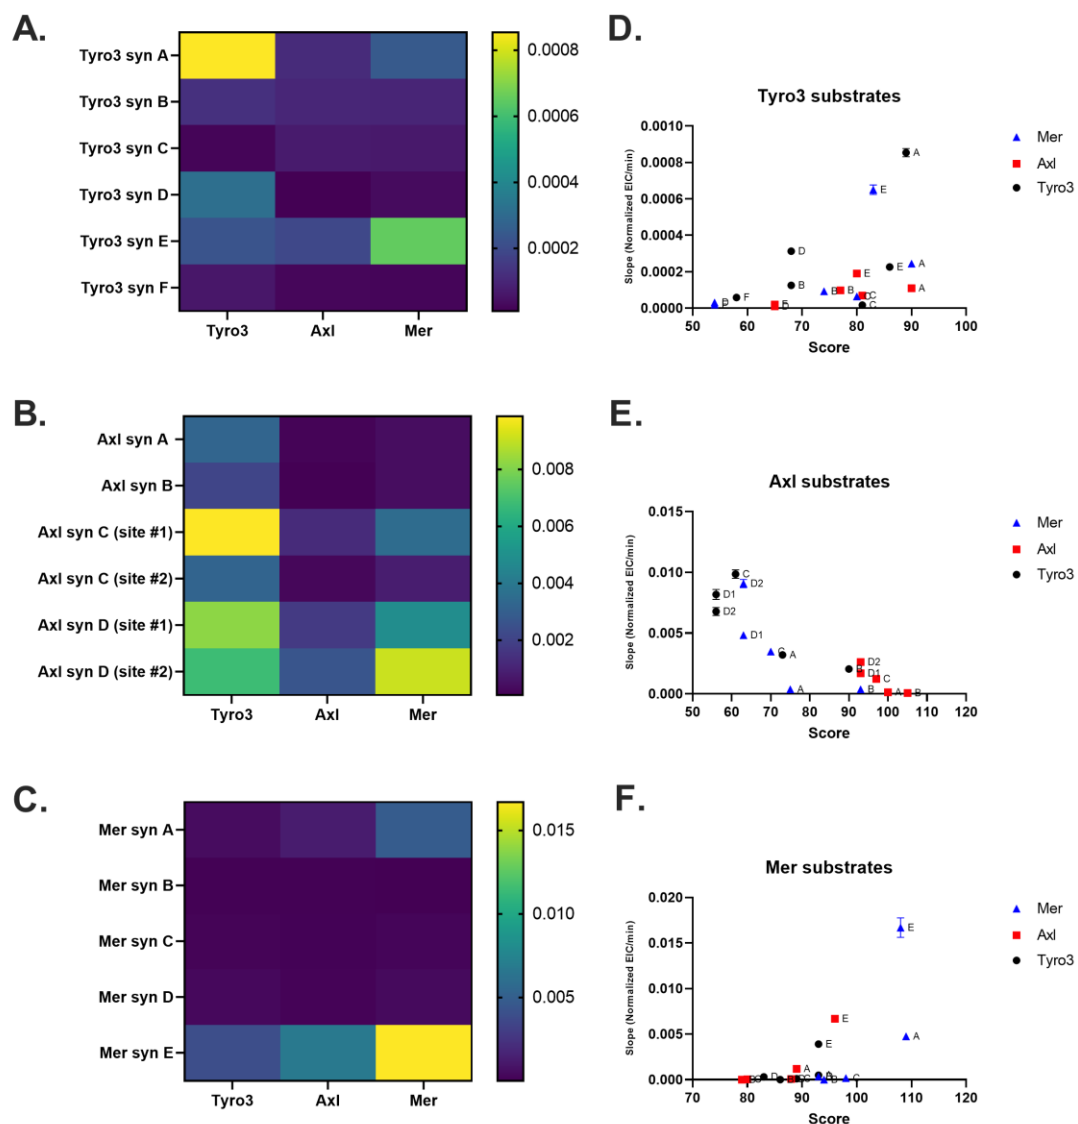 A.
Tyro3 syn A
Tyro3 syn B
Tyro3 syn C
Tyro3 syn D
Tyro3 syn E
Tyro3 syn F
Tyro3 Axl Mer
0.0008
0.0006
0.0004
0.0002
D.
Tyro3 substrates
Slope (Normalized EIC/min)
0.0010
0.0008
0.0006
0.0004
0.0002
0.0000
50 60 70 80 90 100
Score
A
E
D
E
A
E
B
B
B
C
A
F
C
Mer
Axl
Tyro3
B.
Axl syn A
Axl syn B
Axl syn C (site #1)
Axl syn C (site #2)
Axl syn D (site #1)
Axl syn D (site #2)
Tyro3 Axl Mer
0.008
0.006
0.004
0.002
E.
Axl substrates
Slope (Normalized EIC/min)
0.015
0.010
0.005
0.000
50 60 70 80 90 100 110 120
Score
C
D2
D1
D2
D1
C
A
D2
D1
C
A
B
A
B
Mer
Axl
Tyro3
C.
Mer syn A
Mer syn B
Mer syn C
Mer syn D
Mer syn E
Tyro3 Axl Mer
0.015
0.010
0.005
F.
Mer substrates
Slope (Normalized EIC/min)
0.020
0.015
0.010
0.005
0.000
70 80 90 100 110 120
Score
E
E
A
E
A
D
C
B
C
Mer
Axl
Tyro3